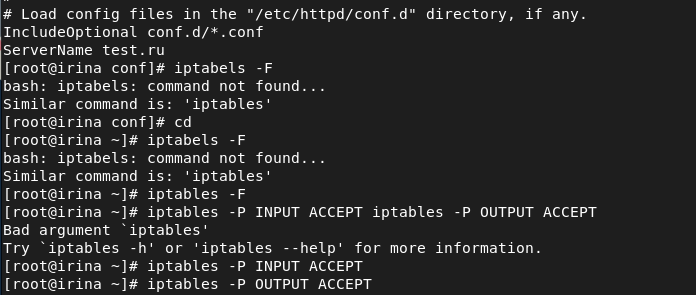 # Load config files in the "/etc/httpd/conf.d" directory, if any.
IncludeOptional conf.d/*.conf
ServerName test.ru
[root@irina conf]# iptabels -F
bash: iptabels: command not found...
Similar command is: 'iptables'
[root@irina conf]# cd
[root@irina ~]# iptabels -F
bash: iptabels: command not found...
Similar command is: 'iptables'
[root@irina ~]# iptables -F
[root@irina ~]# iptables -P INPUT ACCEPT iptables -P OUTPUT ACCEPT
Bad argument `iptables'
Try `iptables -h' or 'iptables --help' for more information.
[root@irina ~]# iptables -P INPUT ACCEPT
[root@irina ~]# iptables -P OUTPUT ACCEPT